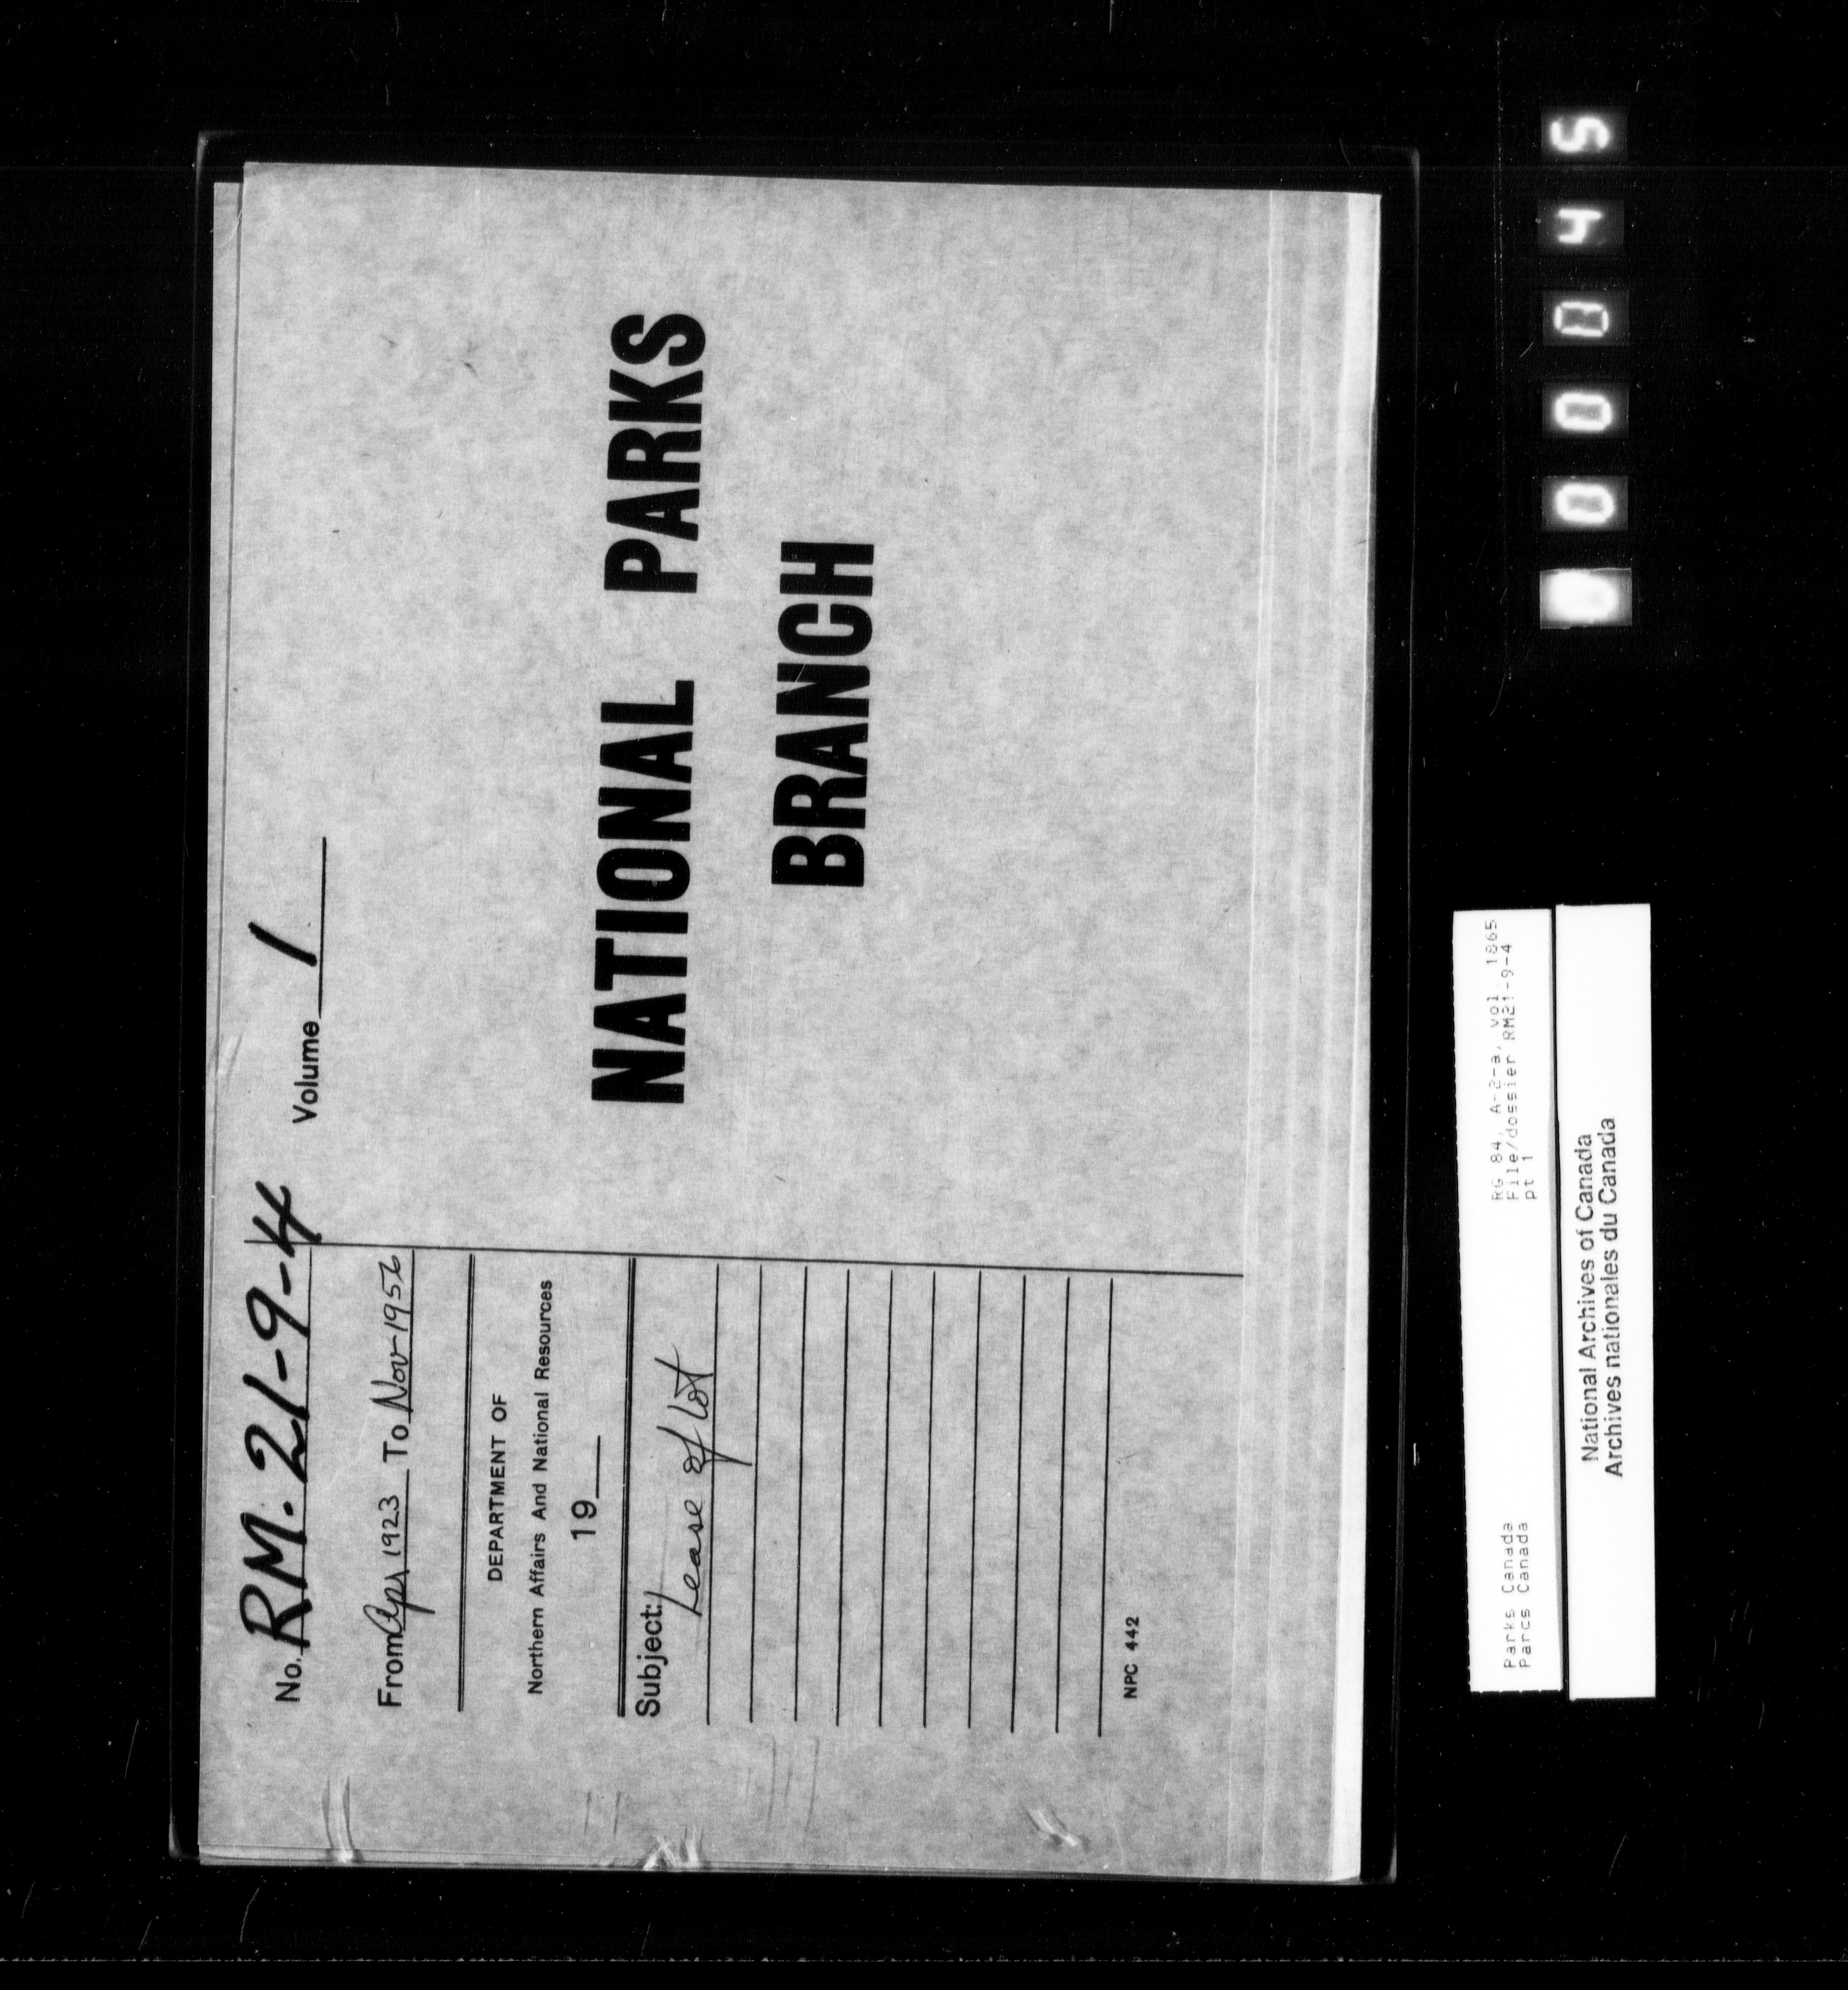 No. RM. 21-9-4 Volume 1
From Apr 1923 To Nov 1956
DEPARTMENT OF
Northern Affairs And National Resources
19
Subject: Lease of lot
NPC 442
NATIONAL PARKS
BRANCH
Parks Canada
Parcs Canada
RG 84, A-2-a, vol. 1865
File/dossier RM21-9-4
pt 1
National Archives of Canada
Archives nationales du Canada
000045